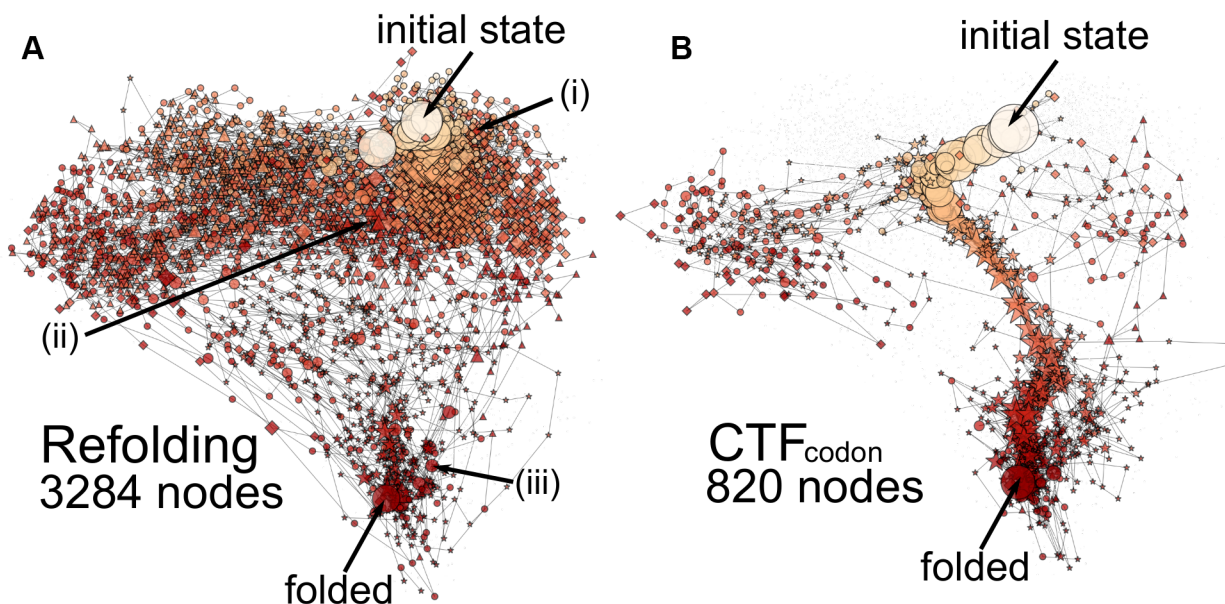 A
initial state
(i)
(ii)
(iii)
Refolding
3284 nodes
folded
B
initial state
CTFcodon
820 nodes
folded